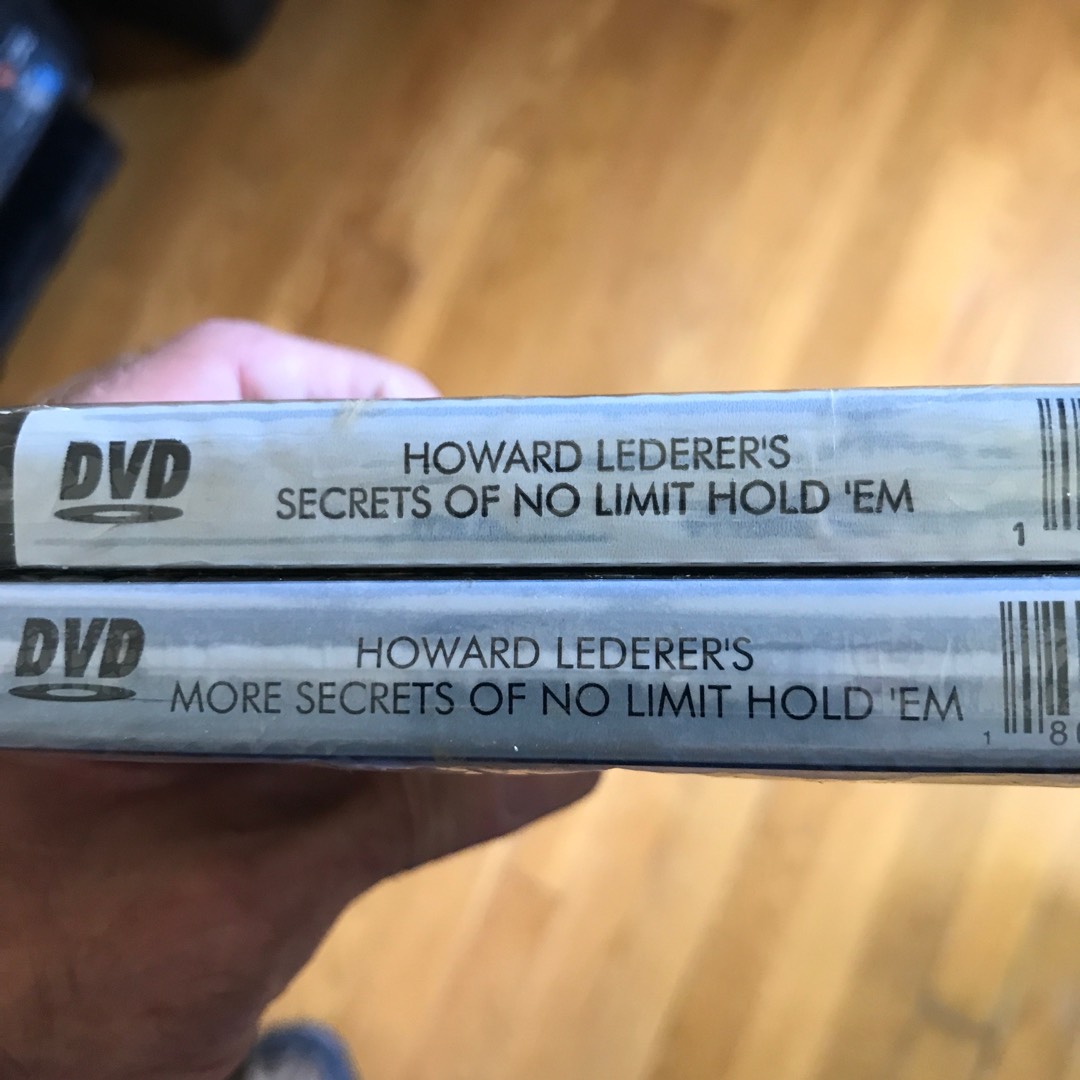 DVD
HOWARD LEDERER'S
SECRETS OF NO LIMIT HOLD 'EM
1
DVD
HOWARD LEDERER'S
MORE SECRETS OF NO LIMIT HOLD 'EM
1 8